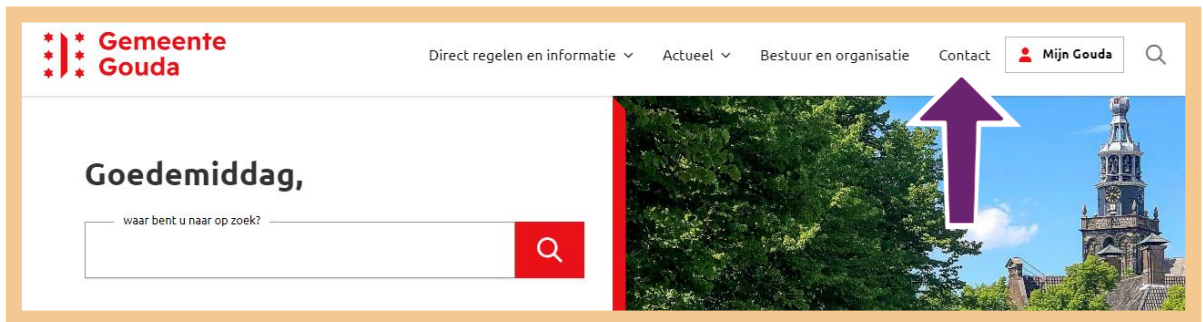 Gemeente
Gouda
Direct regelen en informatie Actueel Bestuur en organisatie Contact Mijn Gouda
Goedemiddag,
waar bent u naar op zoek?